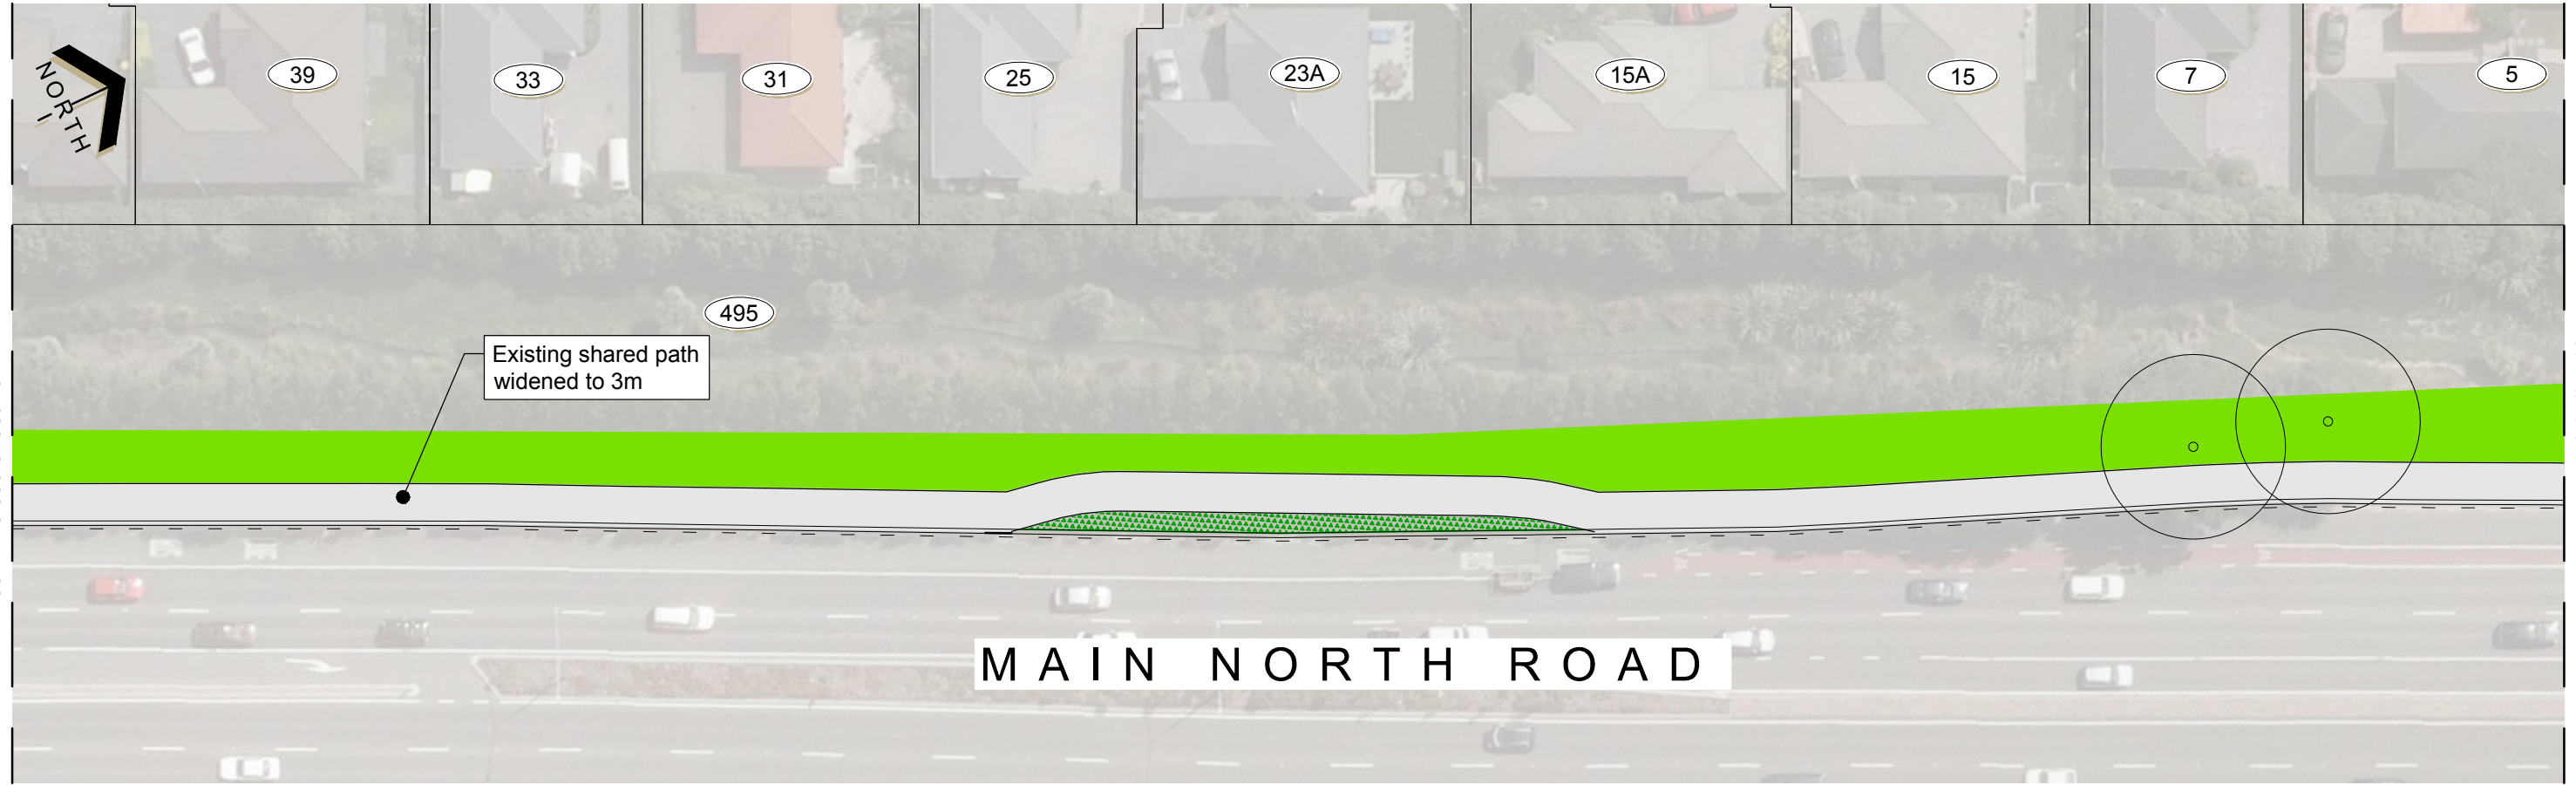 NORTH
39
33
31
25
23A
15A
15
7
5
495
Existing shared path
widened to 3m
MAIN NORTH ROAD